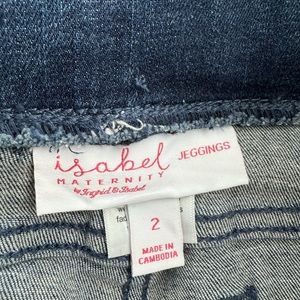 isabel
MATERNITY
by Ingrid & Isabel
JEGGINGS
2
MADE IN
CAMBODIA